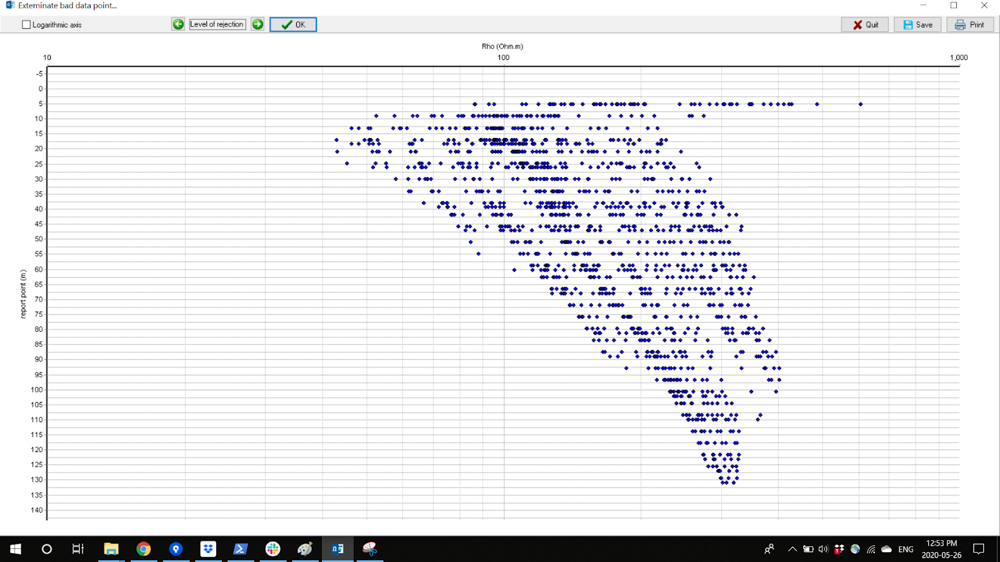 Exterminate bad data point...
Logarithmic axis
Level of rejection
OK
Quit
Save
Print
Rho (Ohm.m)
10 100 1,000
-5
0
5
10
15
20
25
30
35
40
45
50
55
60
65
70
75
80
85
90
95
100
105
110
115
120
125
130
135
140
report point (m)
1
ENG
12:53 PM
2020-05-26